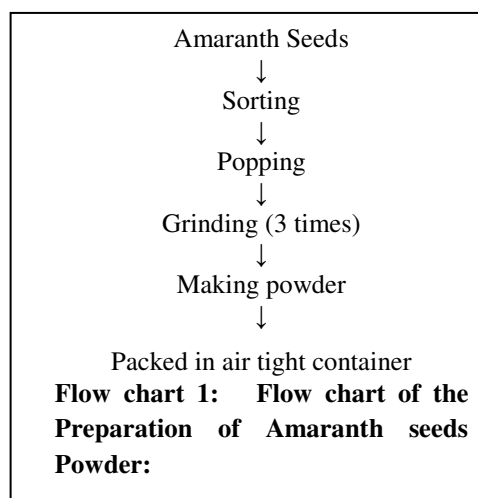 Amaranth Seeds
↓
Sorting
↓
Popping
↓
Grinding (3 times)
↓
Making powder
↓
Packed in air tight container
Flow chart 1: Flow chart of the
Preparation of Amaranth seeds
Powder: